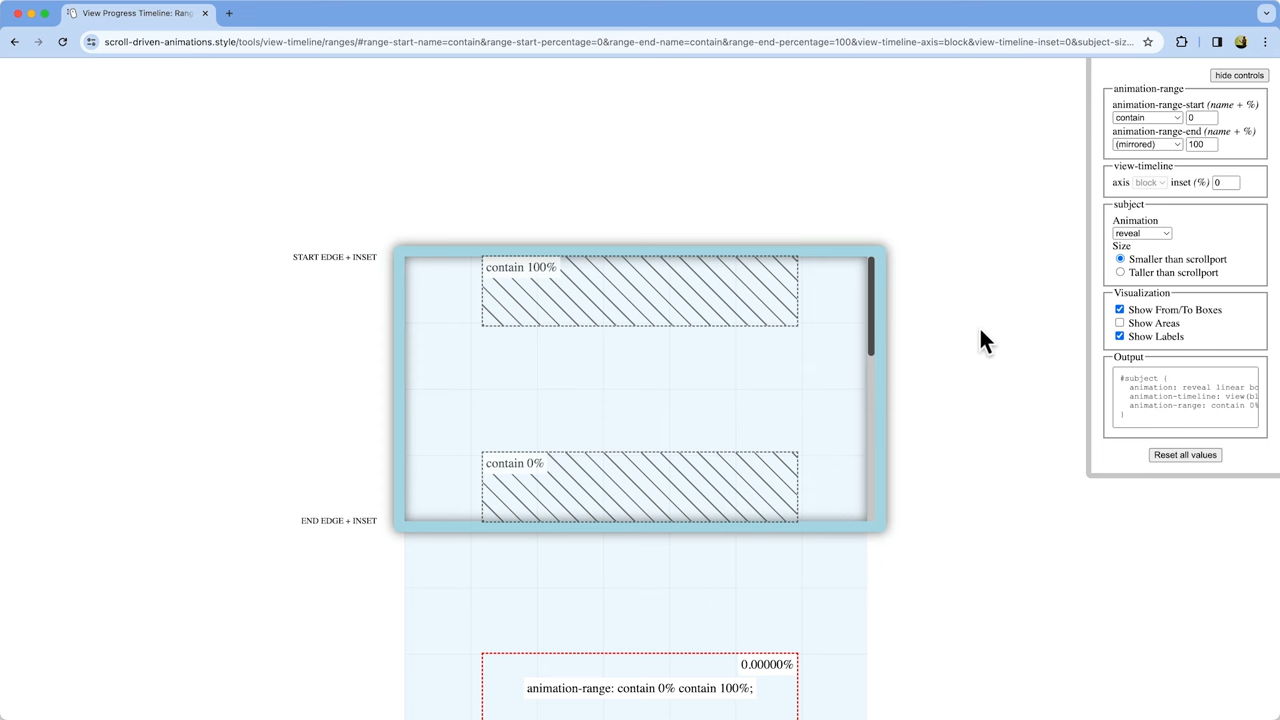 View Progress Timeline: Rang
scroll-driven-animations.style/tools/view-timeline/ranges/#range-start-name=contain&range-start-percentage=0&range-end-name=contain&range-end-percentage=100&view-timeline-axis=block&view-timeline-inset=0&subject-siz...
hide controls
animation-range
animation-range-start (name + %)
contain 0
animation-range-end (name + %)
(mirrored) 100
view-timeline
axis block inset (%) 0
subject
Animation
reveal
Size
Smaller than scrollport
Taller than scrollport
Visualization
Show From/To Boxes
Show Areas
Show Labels
Output
#subject {
animation: reveal linear bo
animation-timeline: view(bl
animation-range: contain 0%
}
Reset all values
START EDGE + INSET
contain 100%
contain 0%
END EDGE + INSET
0.00000%
animation-range: contain 0% contain 100%;